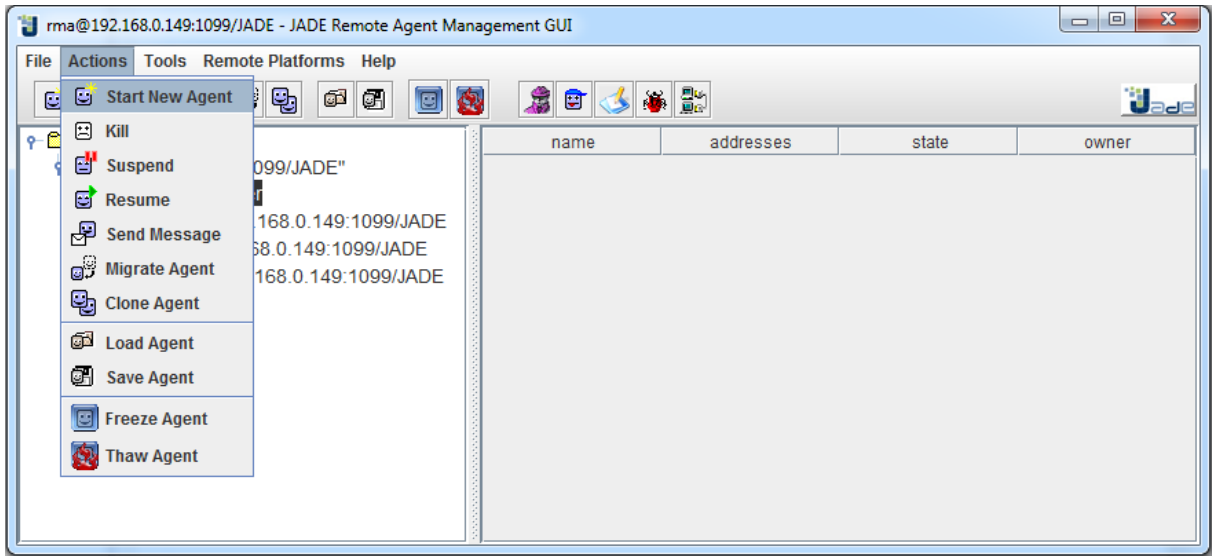 rma@192.168.0.149:1099/JADE - JADE Remote Agent Management GUI
File Actions Tools Remote Platforms Help
Start New Agent
Jade
Kill
Suspend
Resume
Send Message
Migrate Agent
Clone Agent
Load Agent
Save Agent
Freeze Agent
Thaw Agent
099/JADE"
.168.0.149:1099/JADE
68.0.149:1099/JADE
168.0.149:1099/JADE
name addresses state owner